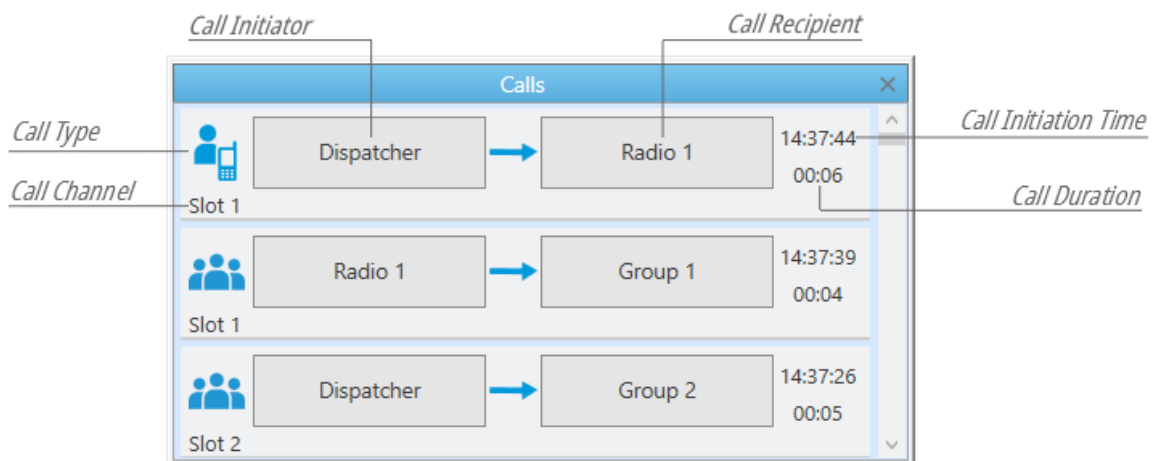 Call Initiator
Call Recipient
Calls
Call Type
Dispatcher
Radio 1
14:37:44
Call Initiation Time
00:06
Call Channel
Slot 1
Call Duration
Radio 1
Group 1
14:37:39
00:04
Slot 1
Dispatcher
Group 2
14:37:26
00:05
Slot 2